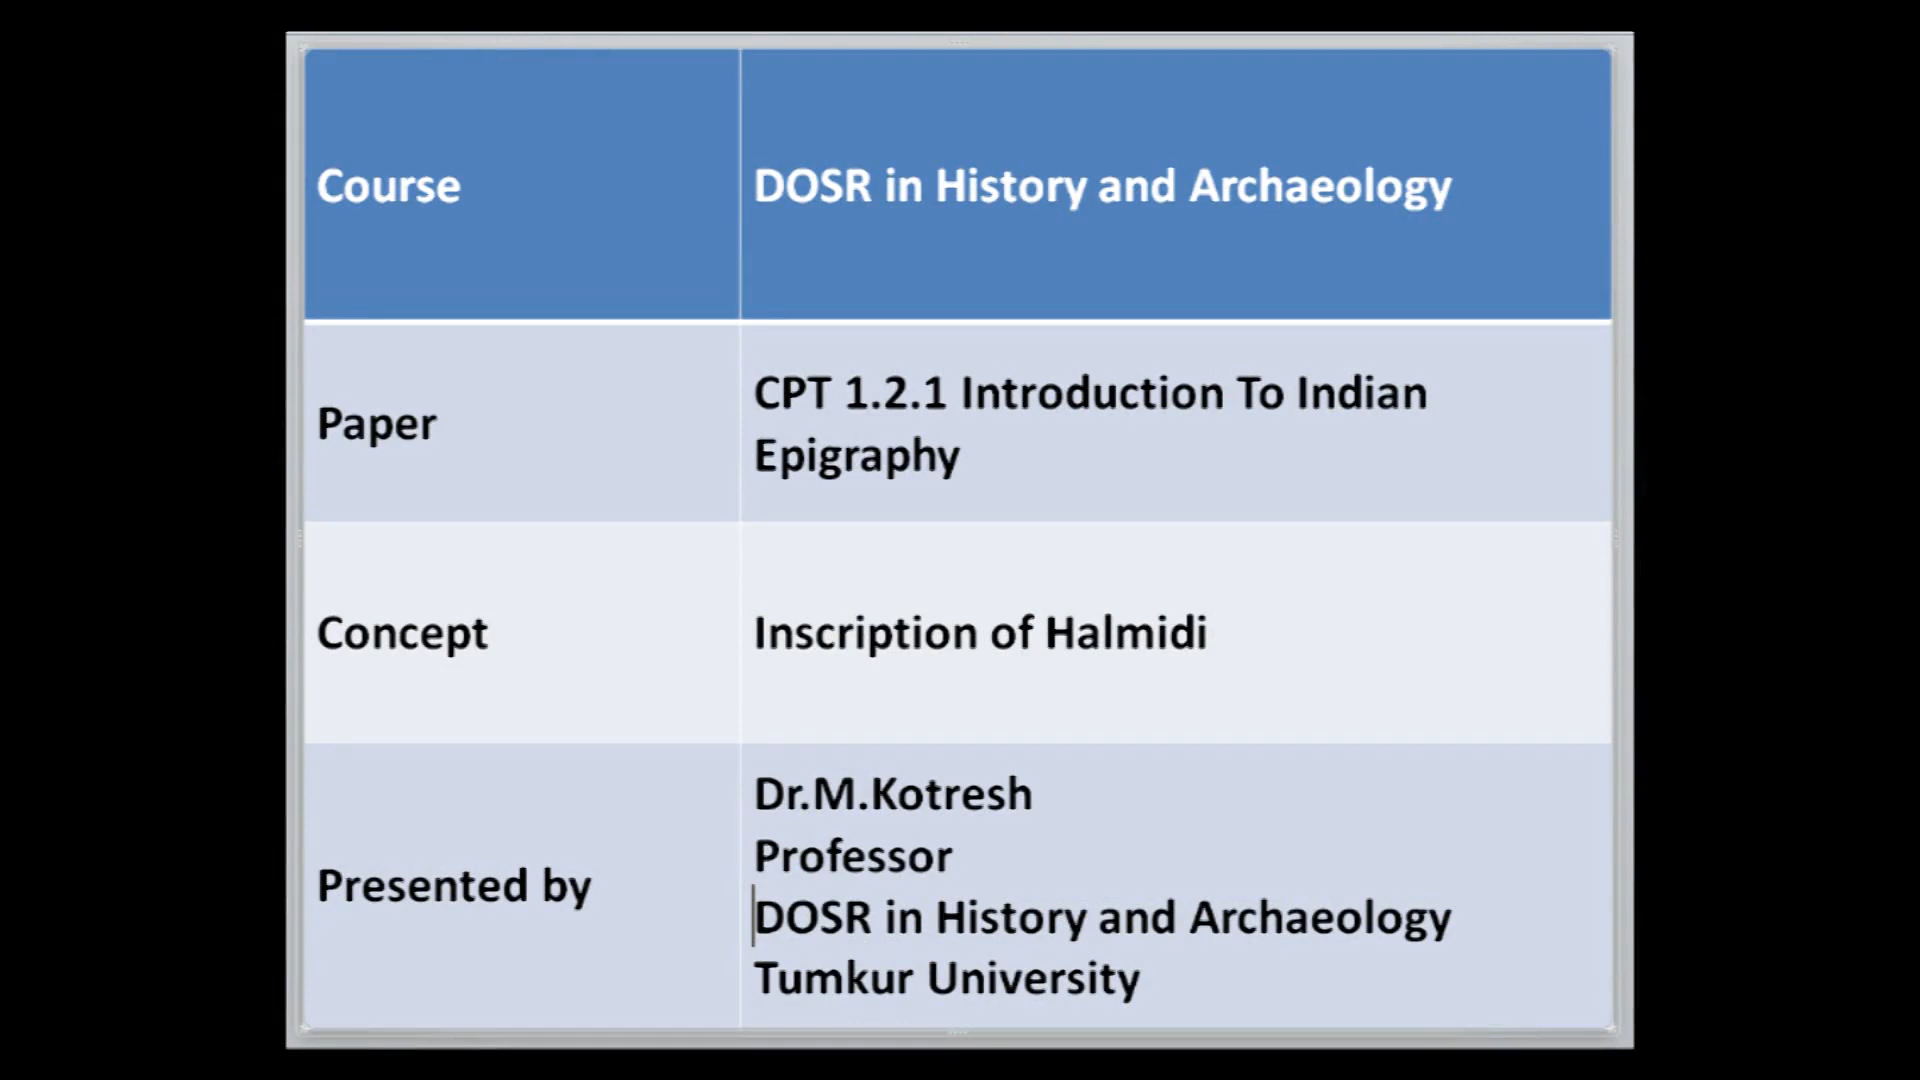 Course
DOSR in History and Archaeology
Paper
CPT 1.2.1 Introduction To Indian
Epigraphy
Concept
Inscription of Halmidi
Presented by
Dr.M.Kotresh
Professor
DOSR in History and Archaeology
Tumkur University